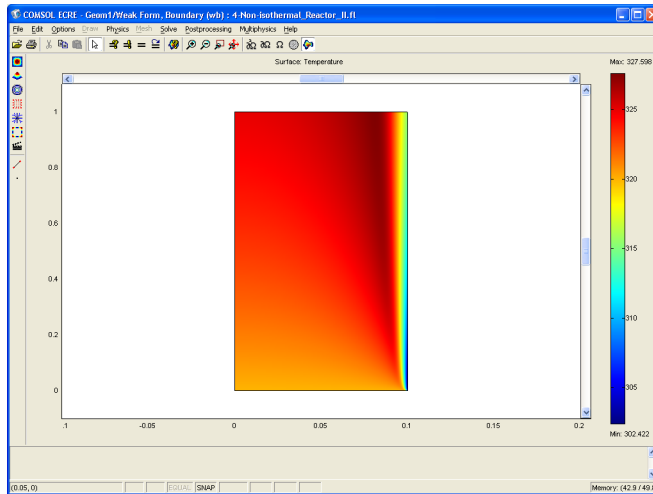 COMSOL ECRE - Geom1/Weak Form, Boundary (wb) : 4-Non-isothermal_Reactor_II.fl
File Edit Options Draw Physics Mesh Solve Postprocessing Multiphysics Help
Surface: Temperature
Max: 327.598
1
0.8
0.6
0.4
0.2
0
.1 -0.05 0 0.05 0.1 0.15 0.2
325
320
315
310
305
Min: 302.422
(0.05, 0) EQUAL SNAP Memory: (42.9 / 49.